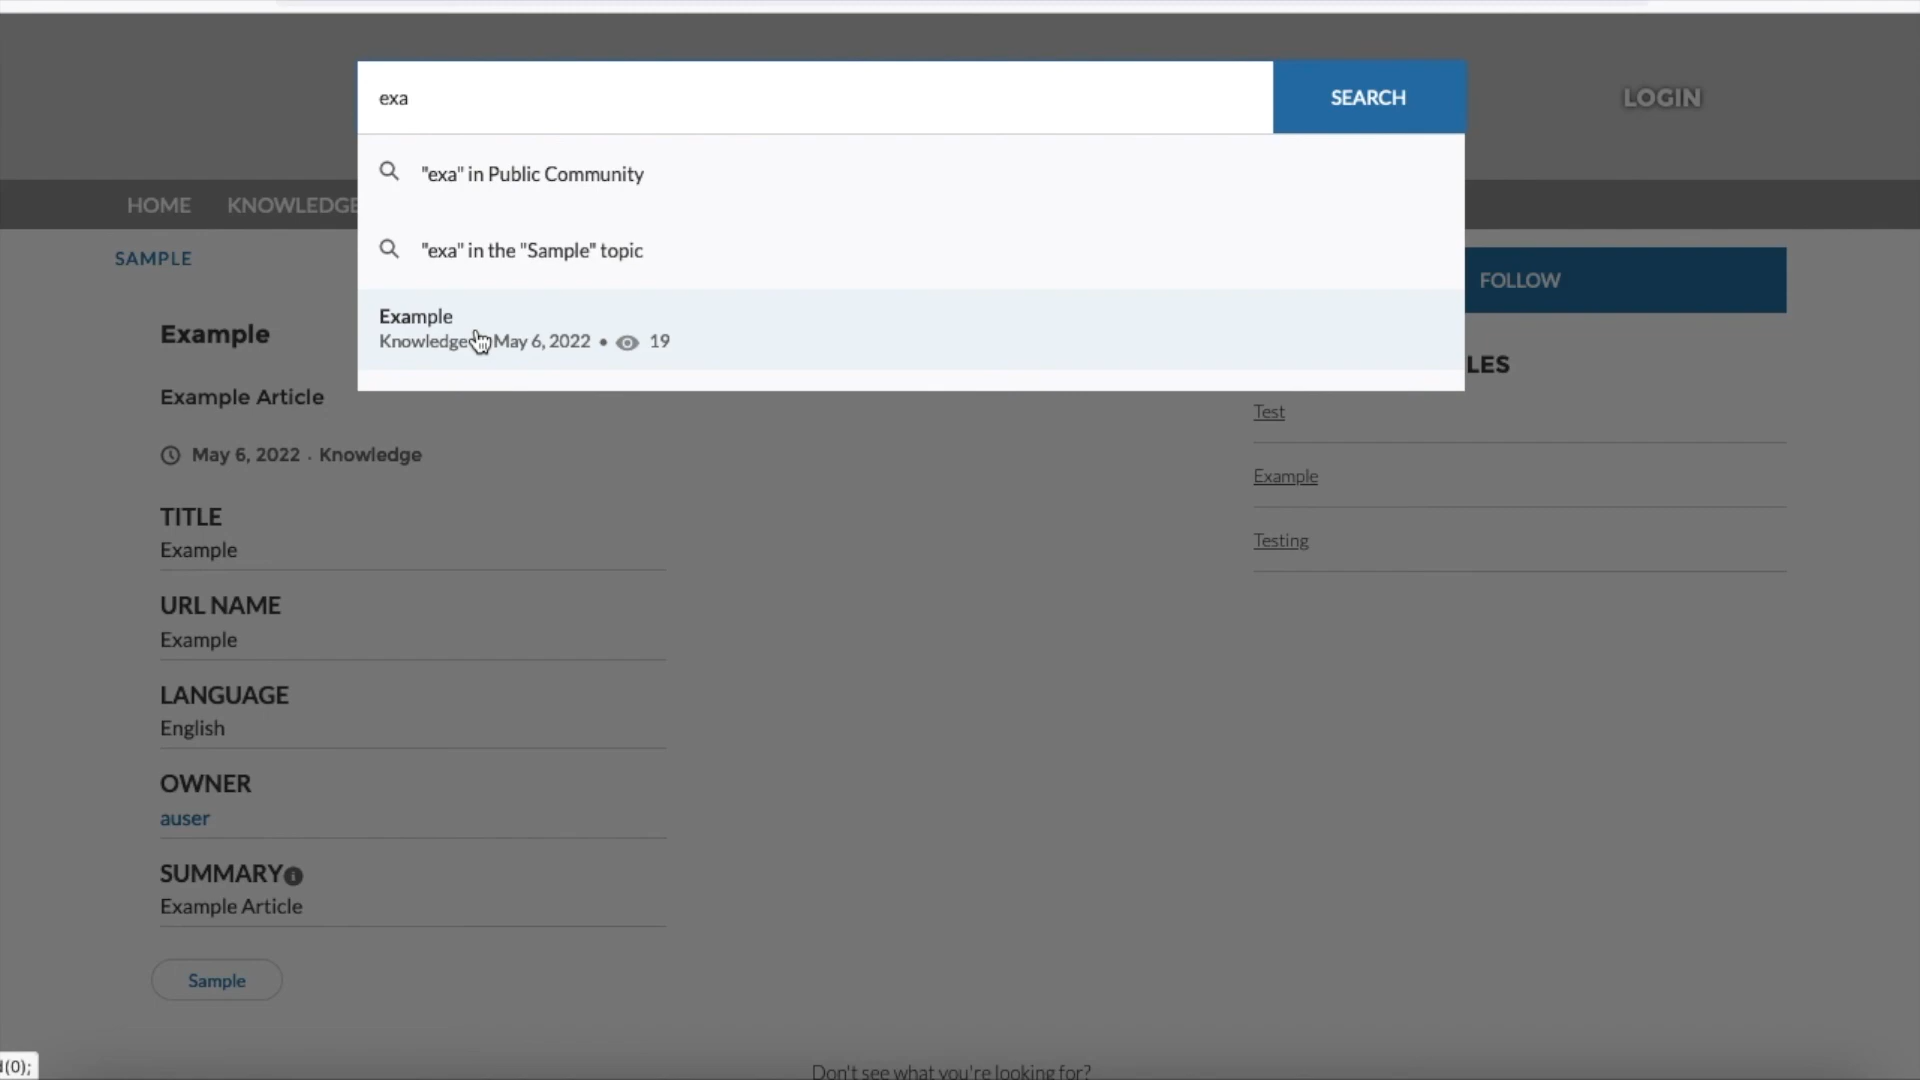 exa
SEARCH
LOGIN
"exa" in Public Community
HOME
KNOWLEDGE
"exa" in the "Sample" topic
SAMPLE
FOLLOW
Example
Knowledge May 6, 2022 • 19
Example
LES
Example Article
Test
May 6, 2022 . Knowledge
Example
TITLE
Example
Testing
URL NAME
Example
LANGUAGE
English
OWNER
auser
SUMMARY
Example Article
Sample
Don't see what you're looking for?
(0);